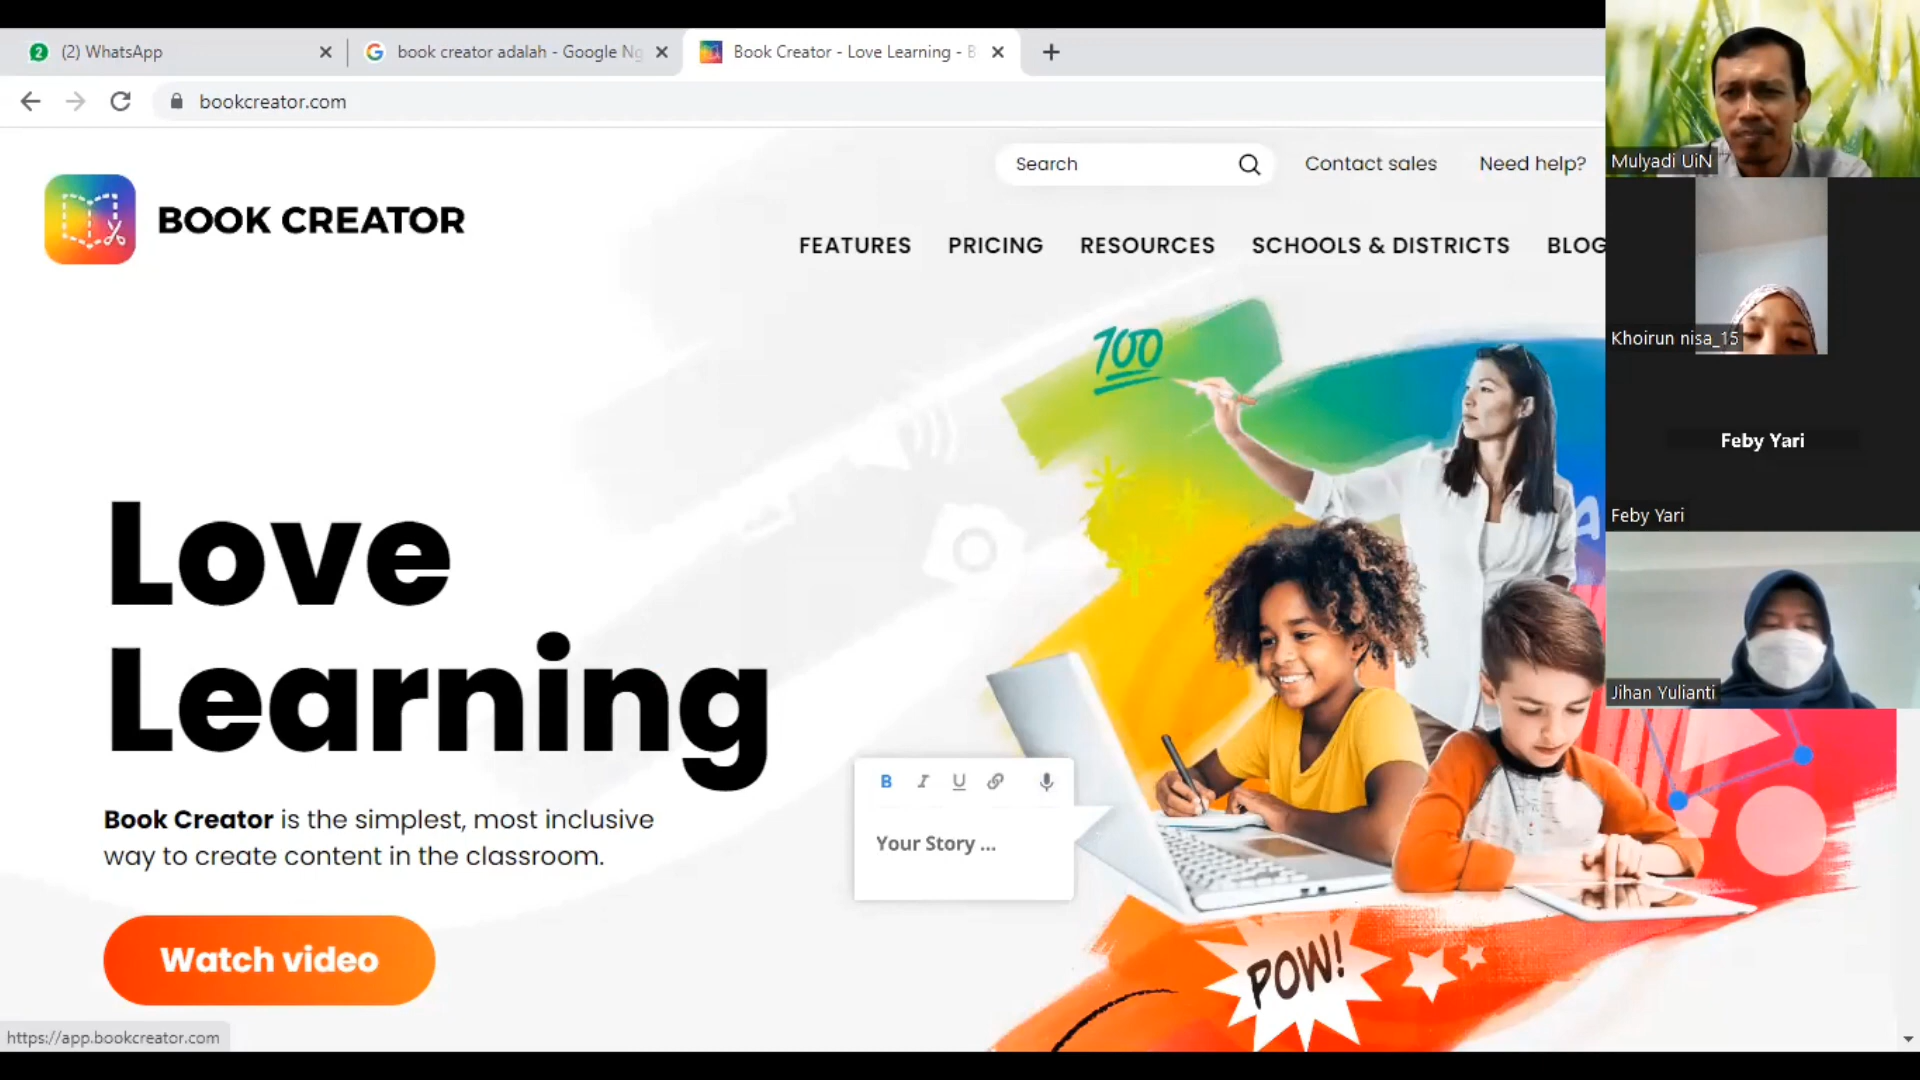 (2) WhatsApp
book creator adalah - Google
Book Creator - Love Learning -
bookcreator.com
Search
Contact sales
Need help?
BOOK CREATOR
FEATURES
PRICING
RESOURCES
SCHOOLS & DISTRICTS
BLOG
100
Love
Learning
Book Creator is the simplest, most inclusive
way to create content in the classroom.
Watch video
B I U
Your Story ...
POW!
https://app.bookcreator.com
Mulyadi UiN
Khoirun nisa_15
Feby Yari
Feby Yari
Jihan Yulianti